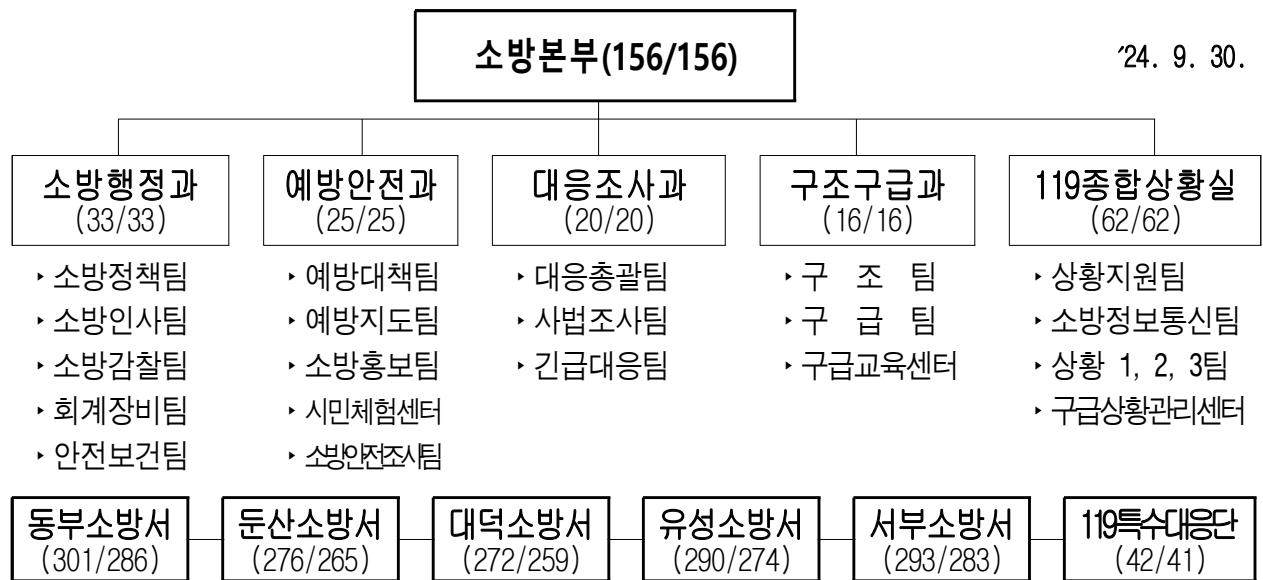 소방본부(156/156)
´24. 9. 30.
소방행정과
(33/33)
‣ 소방정책팀
‣ 소방인사팀
‣ 소방감찰팀
‣ 회계장비팀
‣ 안전보건팀
예방안전과
(25/25)
‣ 예방대책팀
‣ 예방지도팀
‣ 소방홍보팀
‣ 시민체험센터
‣ 소방안전조사팀
대응조사과
(20/20)
‣ 대응총괄팀
‣ 사법조사팀
‣ 긴급대응팀
구조구급과
(16/16)
‣ 구 조 팀
‣ 구 급 팀
‣ 구급교육센터
119종합상황실
(62/62)
‣ 상황지원팀
‣ 소방정보통신팀
‣ 상황 1, 2, 3팀
‣ 구급상황관리센터
동부소방서
(301/286)
둔산소방서
(276/265)
대덕소방서
(272/259)
유성소방서
(290/274)
서부소방서
(293/283)
119특수대응단
(42/41)